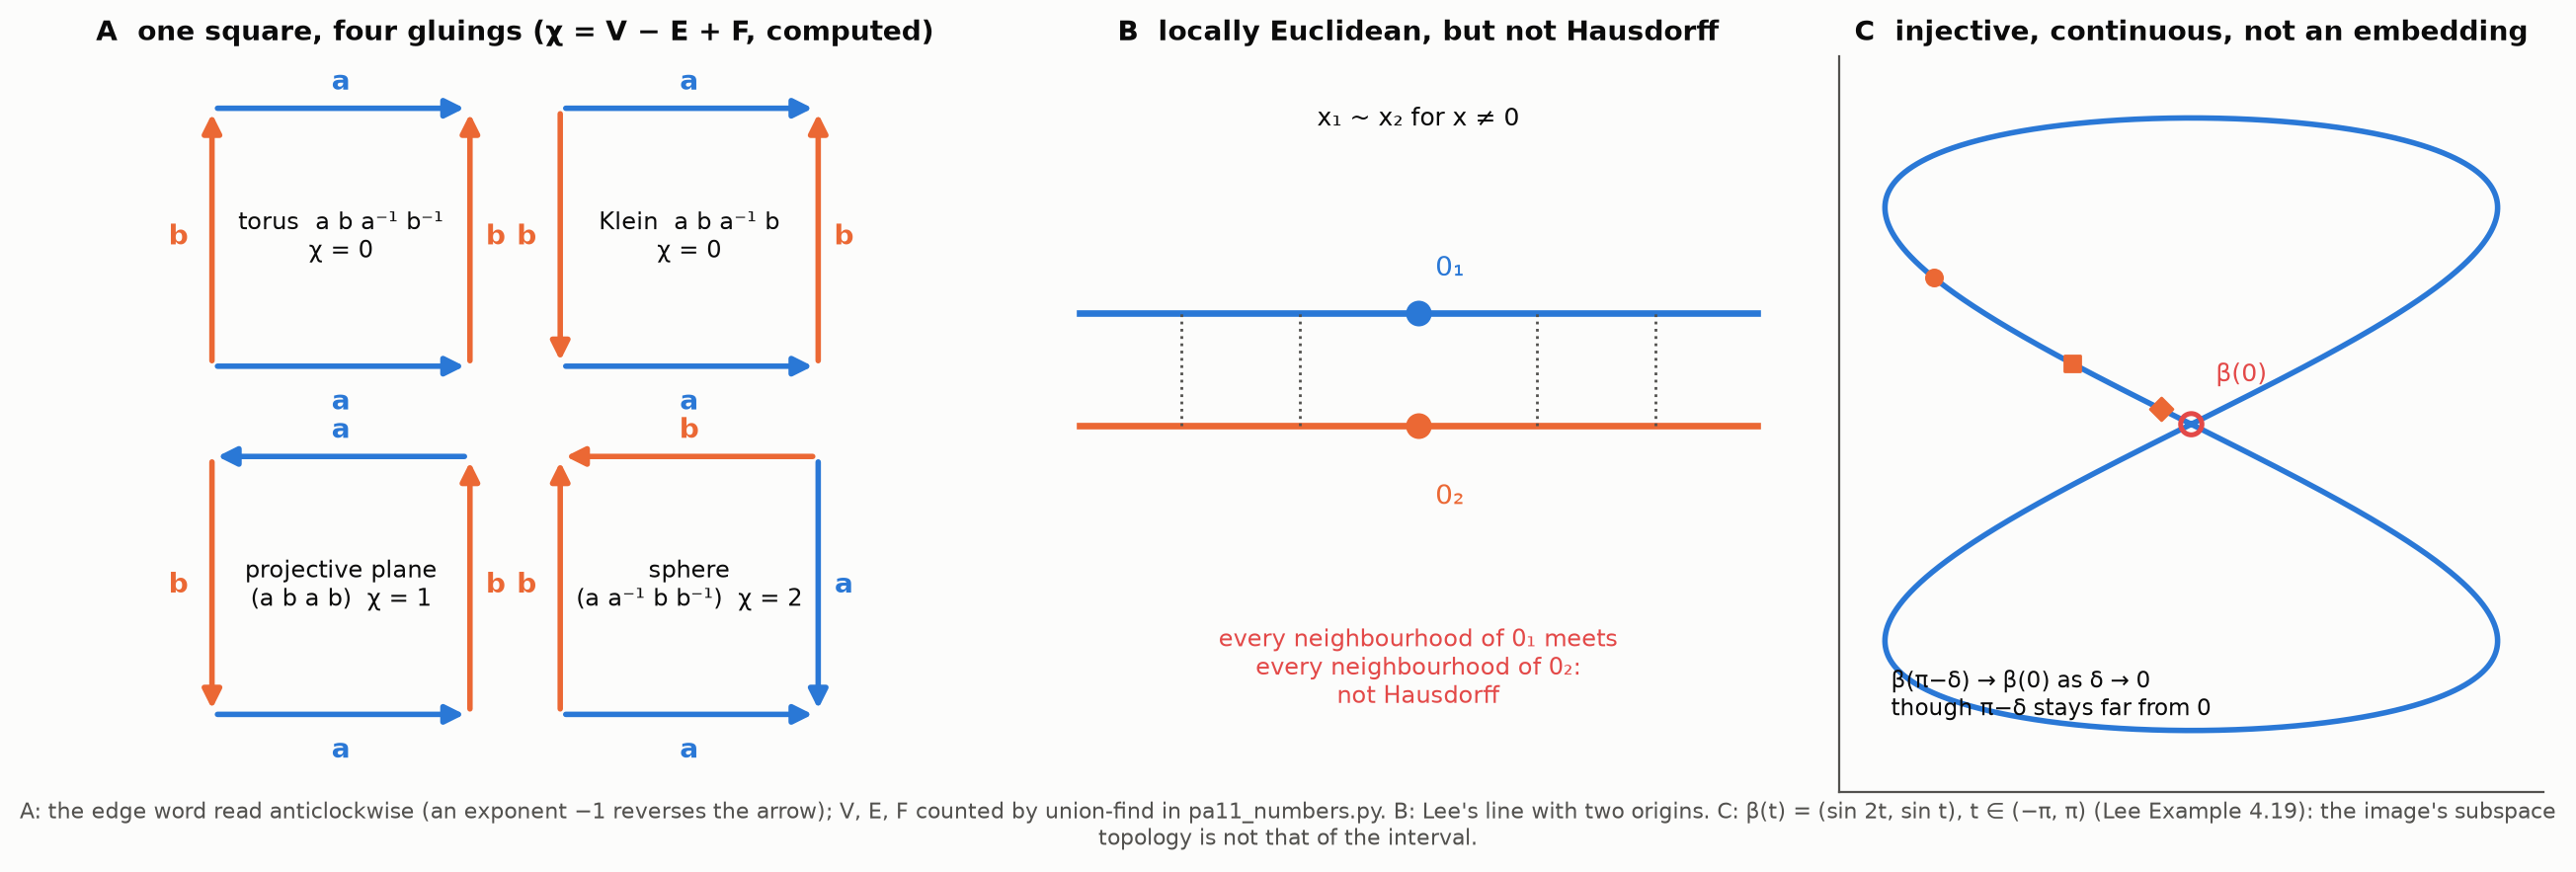 A one square, four gluings (χ = V − E + F, computed)
a
a
b
torus a b a⁻¹ b⁻¹
χ = 0
b
b
Klein a b a⁻¹ b
χ = 0
b
a
a
a
b
b
projective plane
(a b a b) χ = 1
b
b
sphere
(a a⁻¹ b b⁻¹) χ = 2
a
a
a
B locally Euclidean, but not Hausdorff
x₁ ~ x₂ for x ≠ 0
0₁
0₂
every neighbourhood of 0₁ meets
every neighbourhood of 0₂:
not Hausdorff
C injective, continuous, not an embedding
β(0)
β(π−δ) → β(0) as δ → 0
though π−δ stays far from 0
A: the edge word read anticlockwise (an exponent −1 reverses the arrow); V, E, F counted by union-find in pa11_numbers.py. B: Lee's line with two origins. C: β(t) = (sin 2t, sin t), t ∈ (−π, π) (Lee Example 4.19): the image's subspace
topology is not that of the interval.